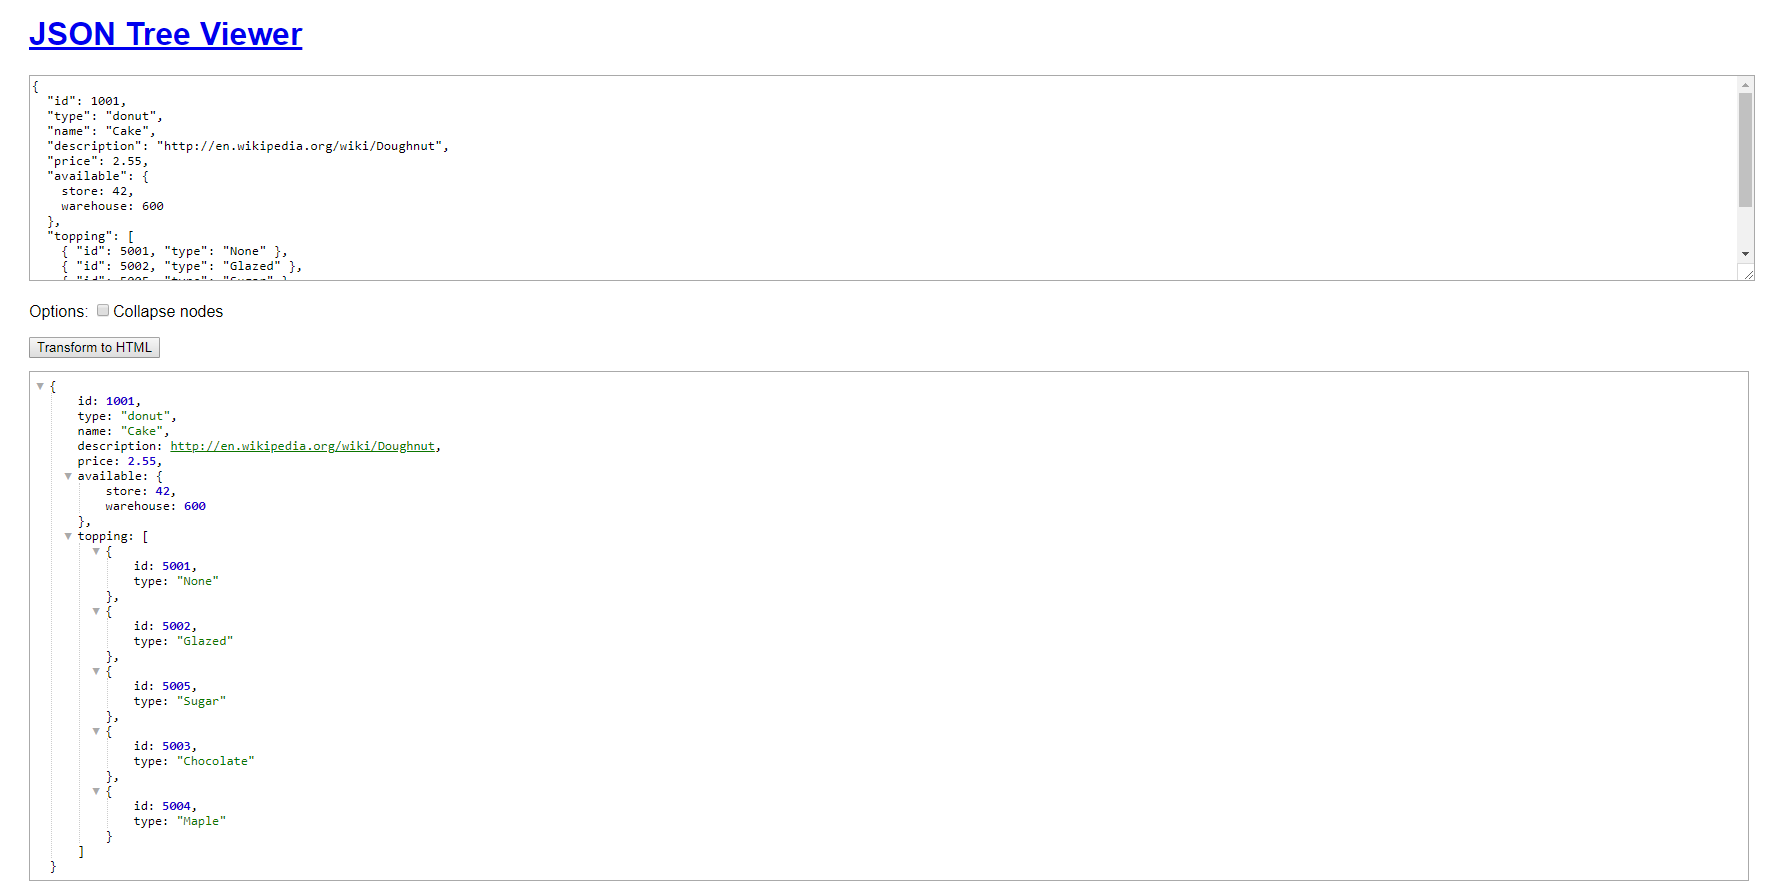 JSON Tree Viewer
{
  "id": 1001,
  "type": "donut",
  "name": "Cake",
  "description": "http://en.wikipedia.org/wiki/Doughnut",
  "price": 2.55,
  "available": {
    store: 42,
    warehouse: 600
  },
  "topping": [
    { "id": 5001, "type": "None" },
    { "id": 5002, "type": "Glazed" },
    { "id": 5005, "type": "Sugar" }
Options: Collapse nodes
Transform to HTML
{
    id: 1001,
    type: "donut",
    name: "Cake",
    description: http://en.wikipedia.org/wiki/Doughnut,
    price: 2.55,
    available: {
        store: 42,
        warehouse: 600
    },
    topping: [
        {
            id: 5001,
            type: "None"
        },
        {
            id: 5002,
            type: "Glazed"
        },
        {
            id: 5005,
            type: "Sugar"
        },
        {
            id: 5003,
            type: "Chocolate"
        },
        {
            id: 5004,
            type: "Maple"
        }
    ]
}